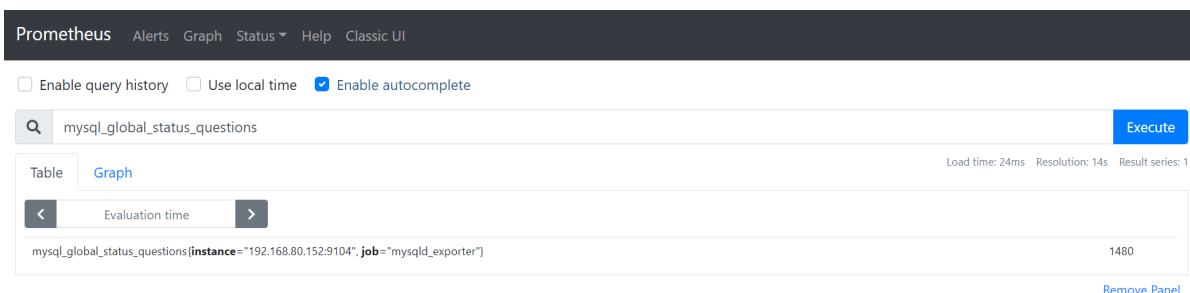 Prometheus Alerts Graph Status Help Classic UI
Enable query history Use local time Enable autocomplete
mysql_global_status_questions Execute
Table Graph Load time: 24ms Resolution: 14s Result series: 1
Evaluation time
mysql_global_status_questions{instance="192.168.80.152:9104", job="mysqld_exporter"} 1480
Remove Panel